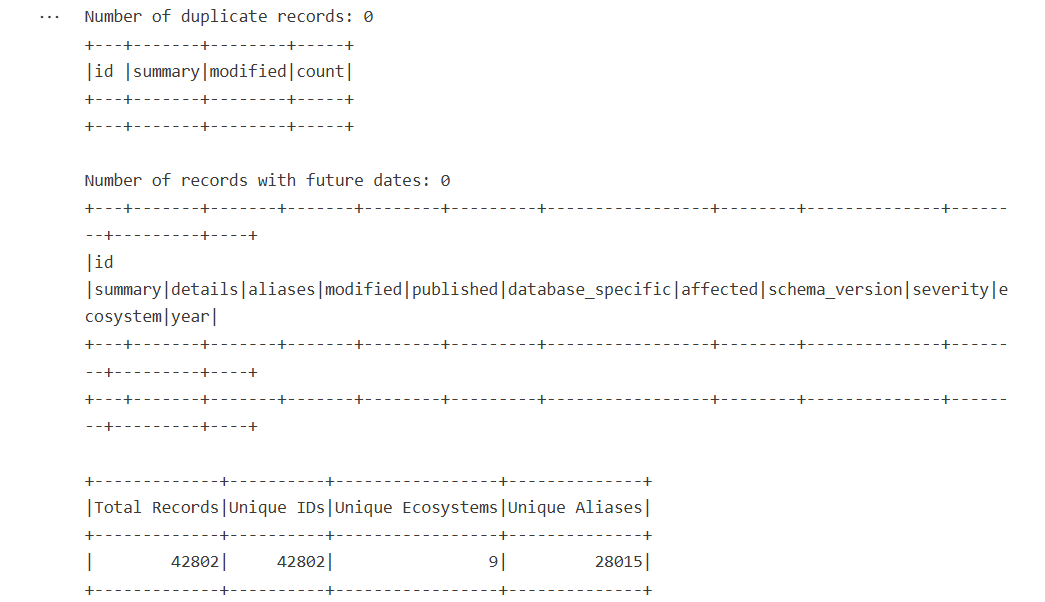 ...
Number of duplicate records: 0
+---+-------+--------+-----+
|id |summary|modified|count|
+---+-------+--------+-----+
+---+-------+--------+-----+
Number of records with future dates: 0
+---+-------+-------+-------+--------+---------+-----------------+--------+--------------+------
--+---------+----+
|id
|summary|details|aliases|modified|published|database_specific|affected|schema_version|severity|e
cosystem|year|
+---+-------+-------+-------+--------+---------+-----------------+--------+--------------+------
--+---------+----+
+---+-------+-------+-------+--------+---------+-----------------+--------+--------------+------
--+---------+----+
+-------------+----------+-----------------+--------------+
|Total Records|Unique IDs|Unique Ecosystems|Unique Aliases|
+-------------+----------+-----------------+--------------+
|        42802|     42802|                9|         28015|
+-------------+----------+-----------------+--------------+